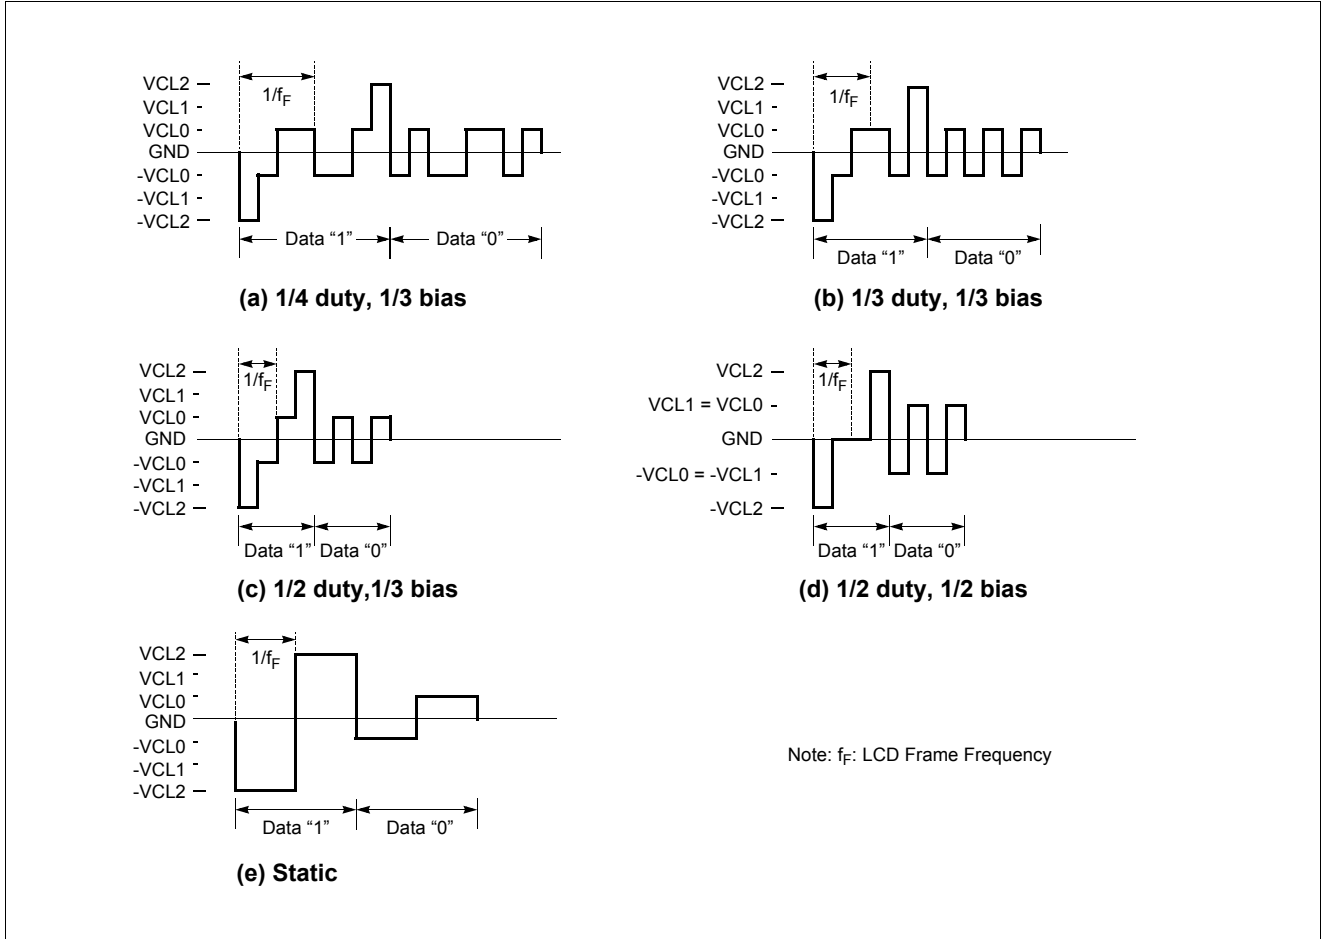 VCL2
VCL1
VCL0
GND
-VCL0
-VCL1
-VCL2
1/fF
Data “1”
Data “0”
(a) 1/4 duty, 1/3 bias
VCL2
VCL1
VCL0
GND
-VCL0
-VCL1
-VCL2
1/fF
Data “1”
Data “0”
(b) 1/3 duty, 1/3 bias
VCL2
VCL1
VCL0
GND
-VCL0
-VCL1
-VCL2
1/fF
Data “1”
Data “0”
(c) 1/2 duty,1/3 bias
VCL2
VCL1 = VCL0
GND
-VCL0 = -VCL1
-VCL2
1/fF
Data “1”
Data “0”
(d) 1/2 duty, 1/2 bias
VCL2
VCL1
VCL0
GND
-VCL0
-VCL1
-VCL2
1/fF
Data “1”
Data “0”
(e) Static
Note: fF: LCD Frame Frequency